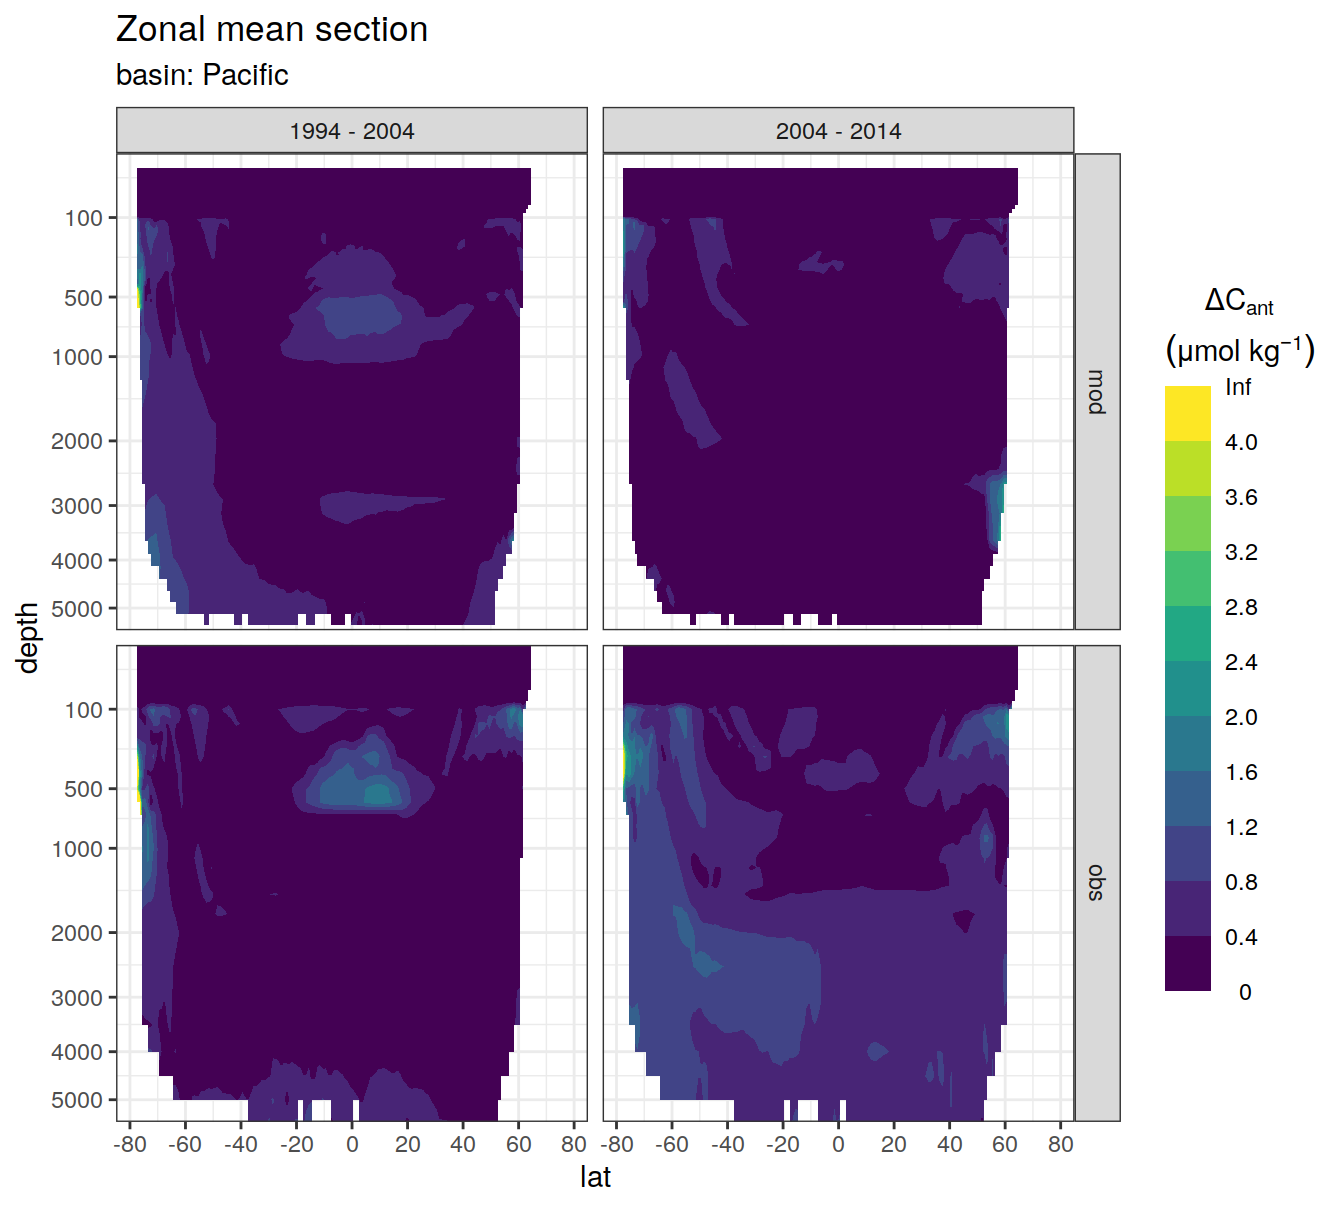 Zonal mean section
basin: Pacific
1994 - 2004
2004 - 2014
100
500
1000
2000
3000
4000
5000
mod
100
500
1000
2000
3000
4000
5000
obs
-80 -60 -40 -20 0 20 40 60 80
-80 -60 -40 -20 0 20 40 60 80
lat
depth
ΔCant
(μmol kg⁻¹)
Inf
4.0
3.6
3.2
2.8
2.4
2.0
1.6
1.2
0.8
0.4
0